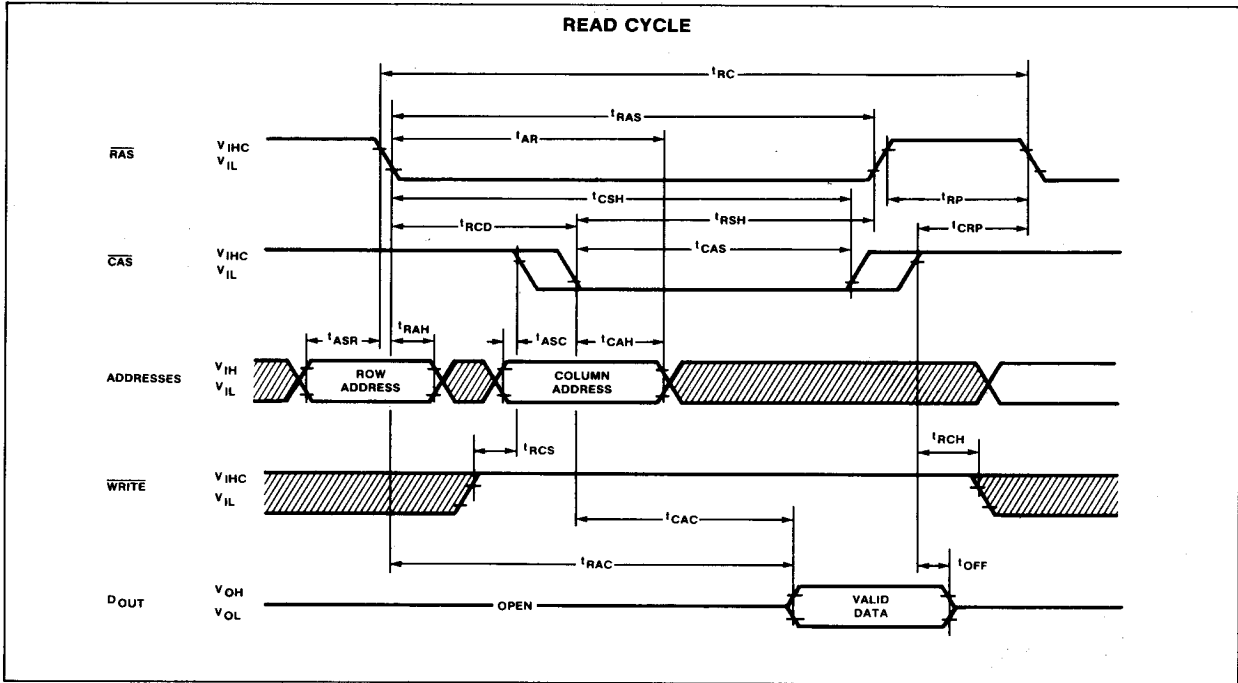 READ CYCLE
tRC
tRAS
tAR
RAS
VIHC
VIL
tCSH
tRP
tRSH
tRCD
tCRP
CAS
VIHC
VIL
tCAS
tASR
tRAH
tASC
tCAH
ADDRESSES
VIH
VIL
ROW
ADDRESS
COLUMN
ADDRESS
tRCS
tRCH
WRITE
VIHC
VIL
tCAC
tRAC
tOFF
DOUT
VOH
VOL
OPEN
VALID
DATA